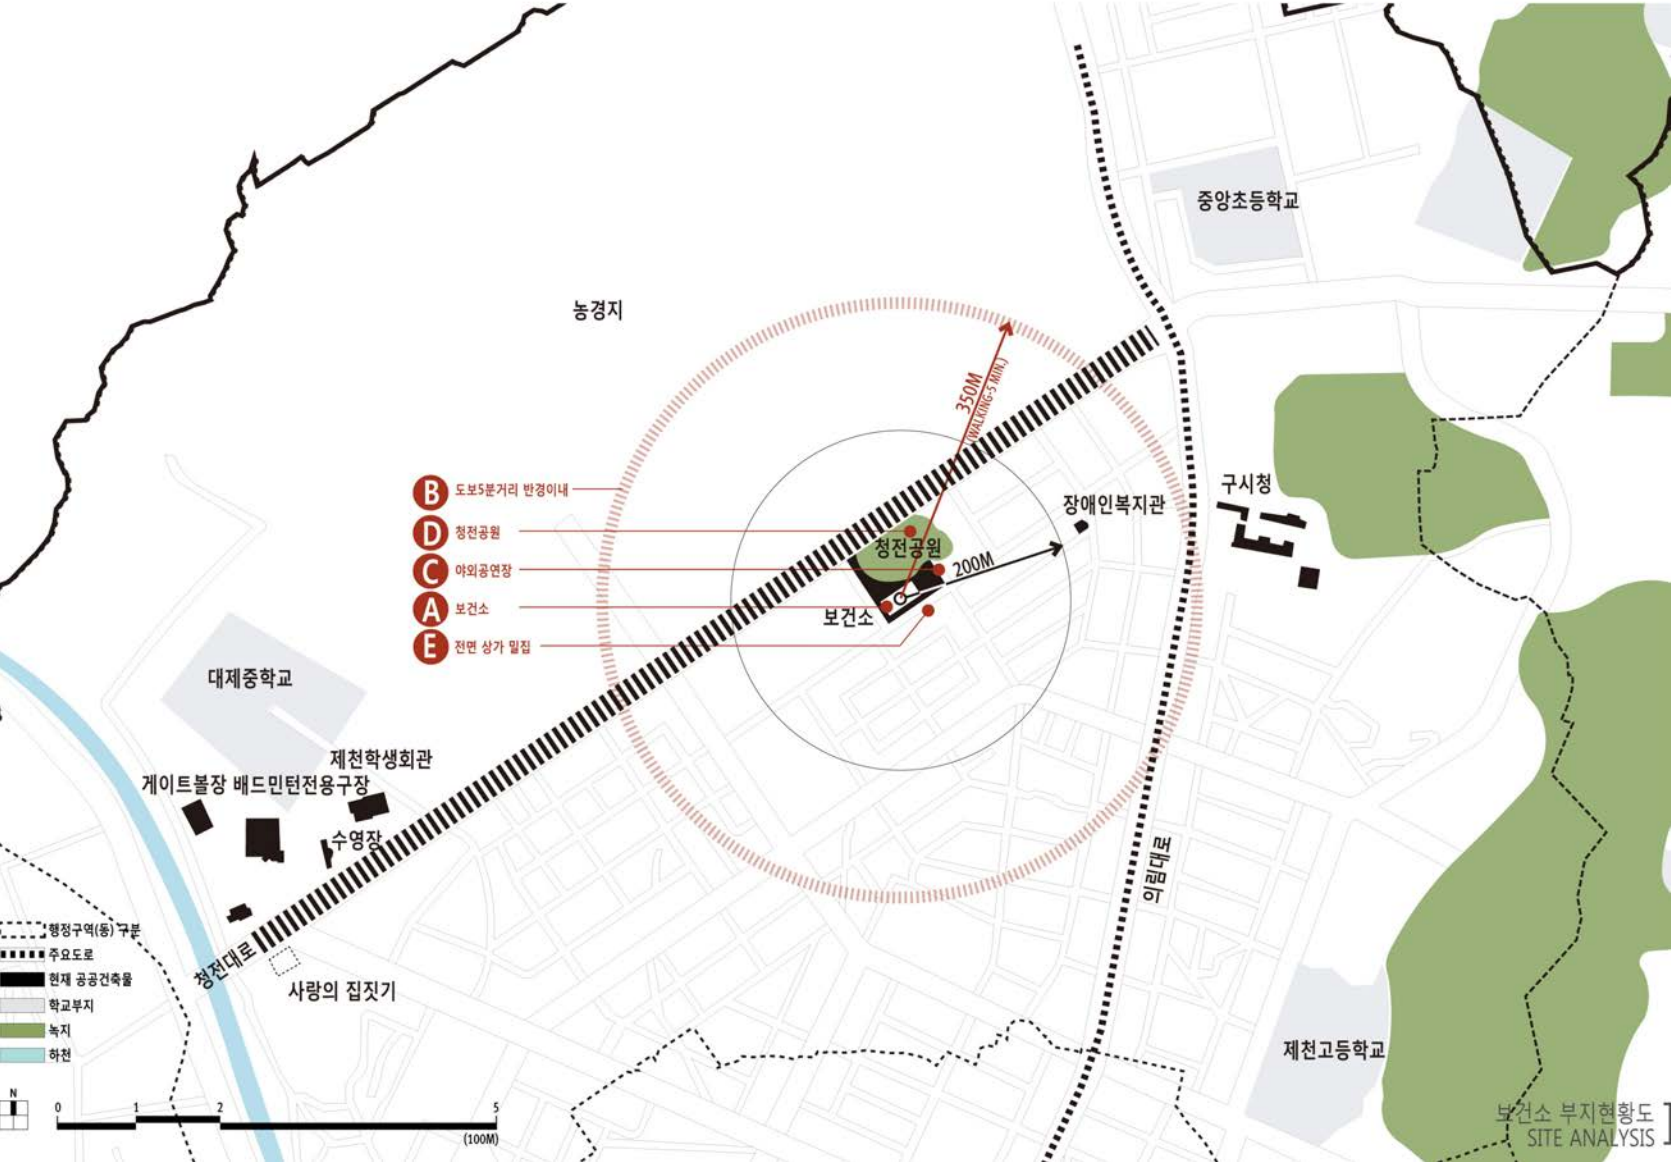 중앙초등학교
농경지
350M
(WALKING-5 MIN.)
B 도보5분거리 반경이내
D 청전공원
C 야외공연장
A 보건소
E 전면 상가 밀집
구시청
장애인복지관
청전공원
200M
보건소
대제중학교
제천학생회관
게이트볼장 배드민턴전용구장
수영장
의림대로
청전대로
사랑의 집짓기
제천고등학교
행정구역(동) 구분
주요도로
현재 공공건축물
학교부지
녹지
하천
N
0 1 2 5
(100M)
보건소 부지현황도
SITE ANALYSIS